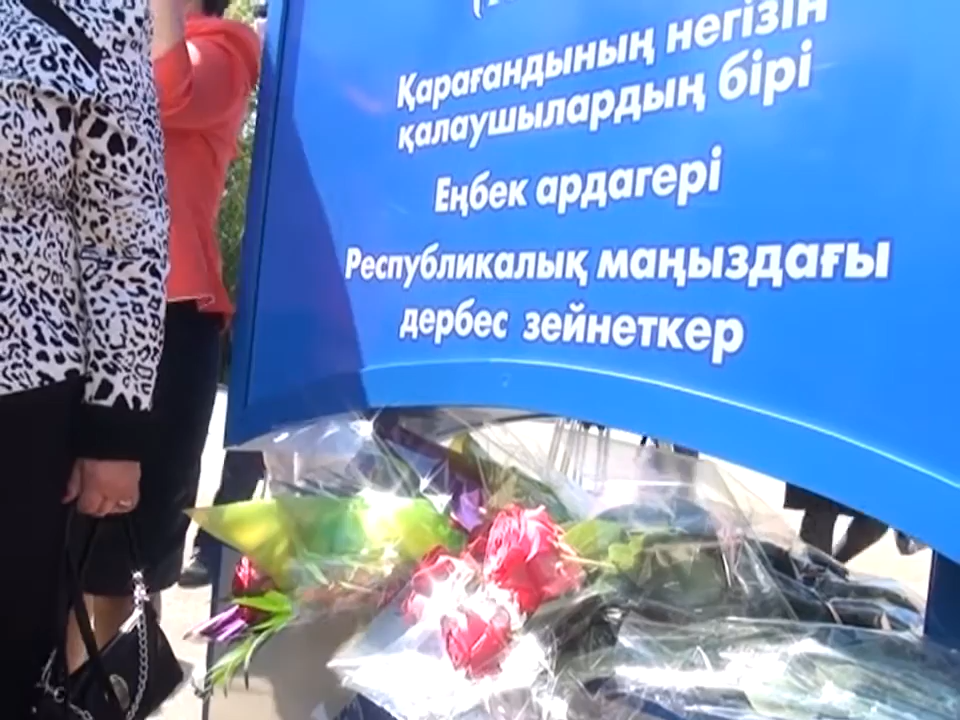 Қарағандының негізін
қалаушылардың бірі
Еңбек ардагері
Республикалық маңыздағы
дербес зейнеткер